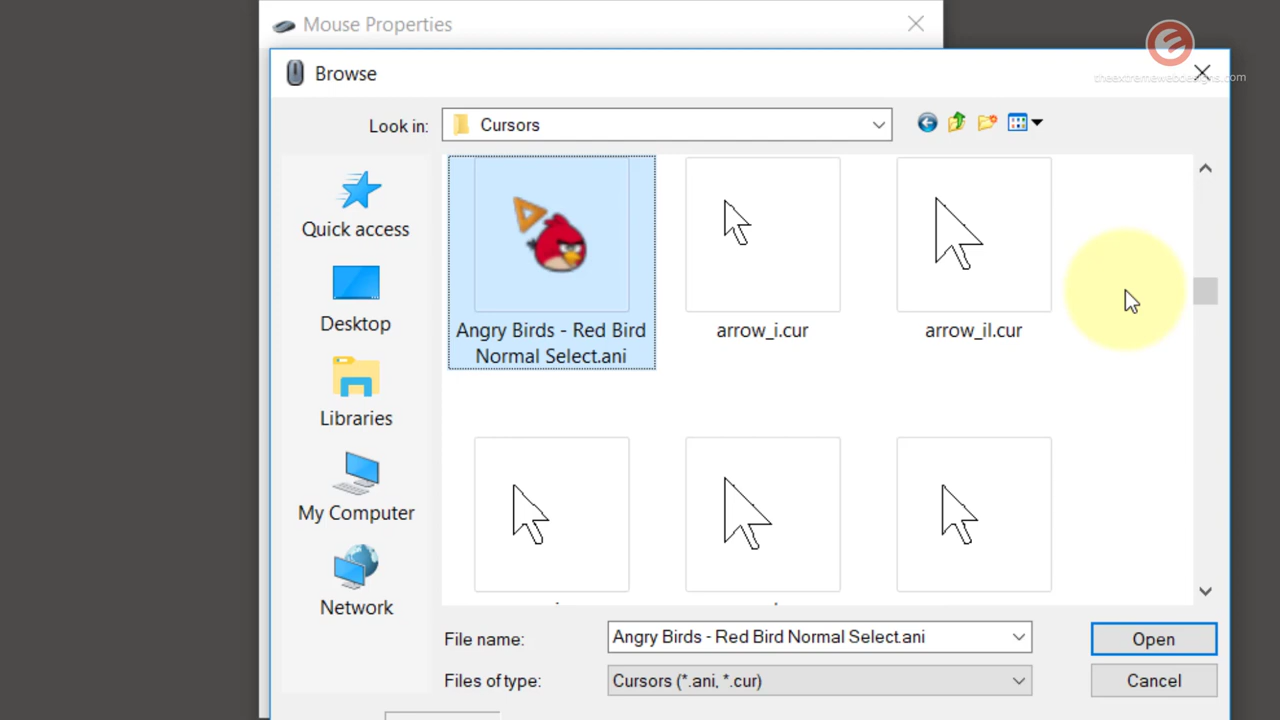 Mouse Properties
theextremewebdesigns.com
Browse
Look in:
Cursors
Quick access
Desktop
Libraries
My Computer
Network
Angry Birds - Red Bird
Normal Select.ani
arrow_i.cur
arrow_il.cur
File name:
Angry Birds - Red Bird Normal Select.ani
Open
Files of type:
Cursors (*.ani, *.cur)
Cancel